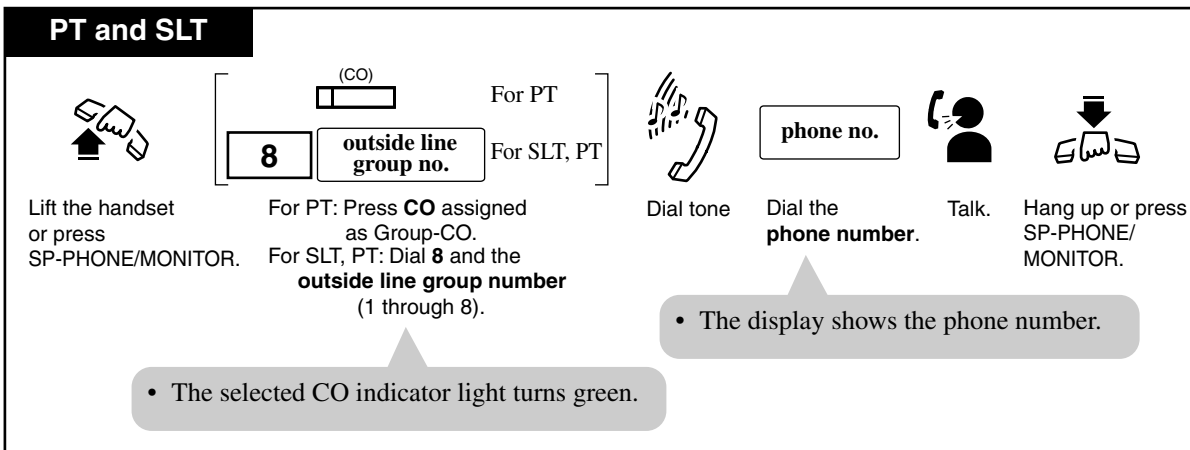 PT and SLT
(CO)
For PT
8
outside line
group no.
For SLT, PT
phone no.
Lift the handset
or press
SP-PHONE/MONITOR.
For PT: Press CO assigned
as Group-CO.
For SLT, PT: Dial 8 and the
outside line group number
(1 through 8).
Dial tone
Dial the
phone number.
Talk.
Hang up or press
SP-PHONE/
MONITOR.
• The display shows the phone number.
• The selected CO indicator light turns green.